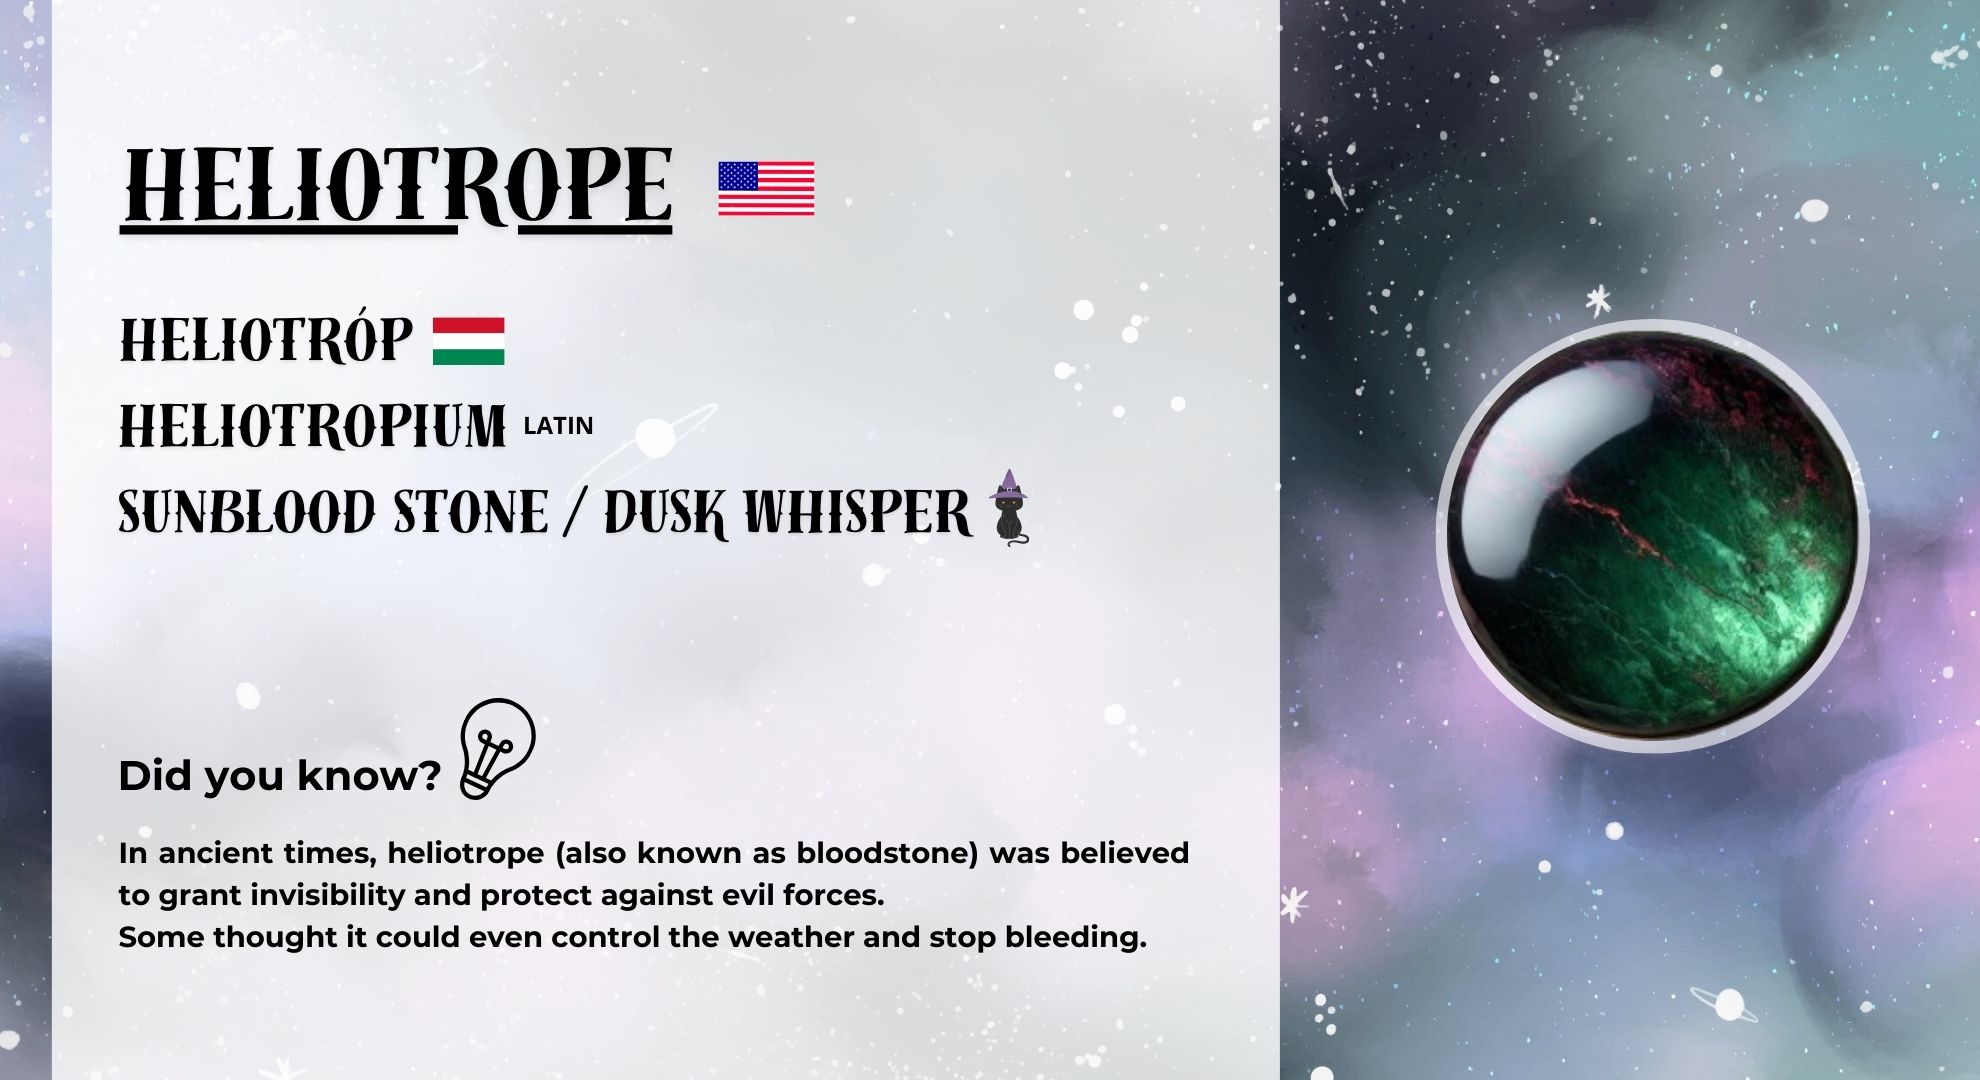 HELIOTROPE
HELIOTRÓP
HELIOTROPIUM LATIN
SUNBLOOD STONE / DUSK WHISPER
Did you know?
In ancient times, heliotrope (also known as bloodstone) was believed
to grant invisibility and protect against evil forces.
Some thought it could even control the weather and stop bleeding.